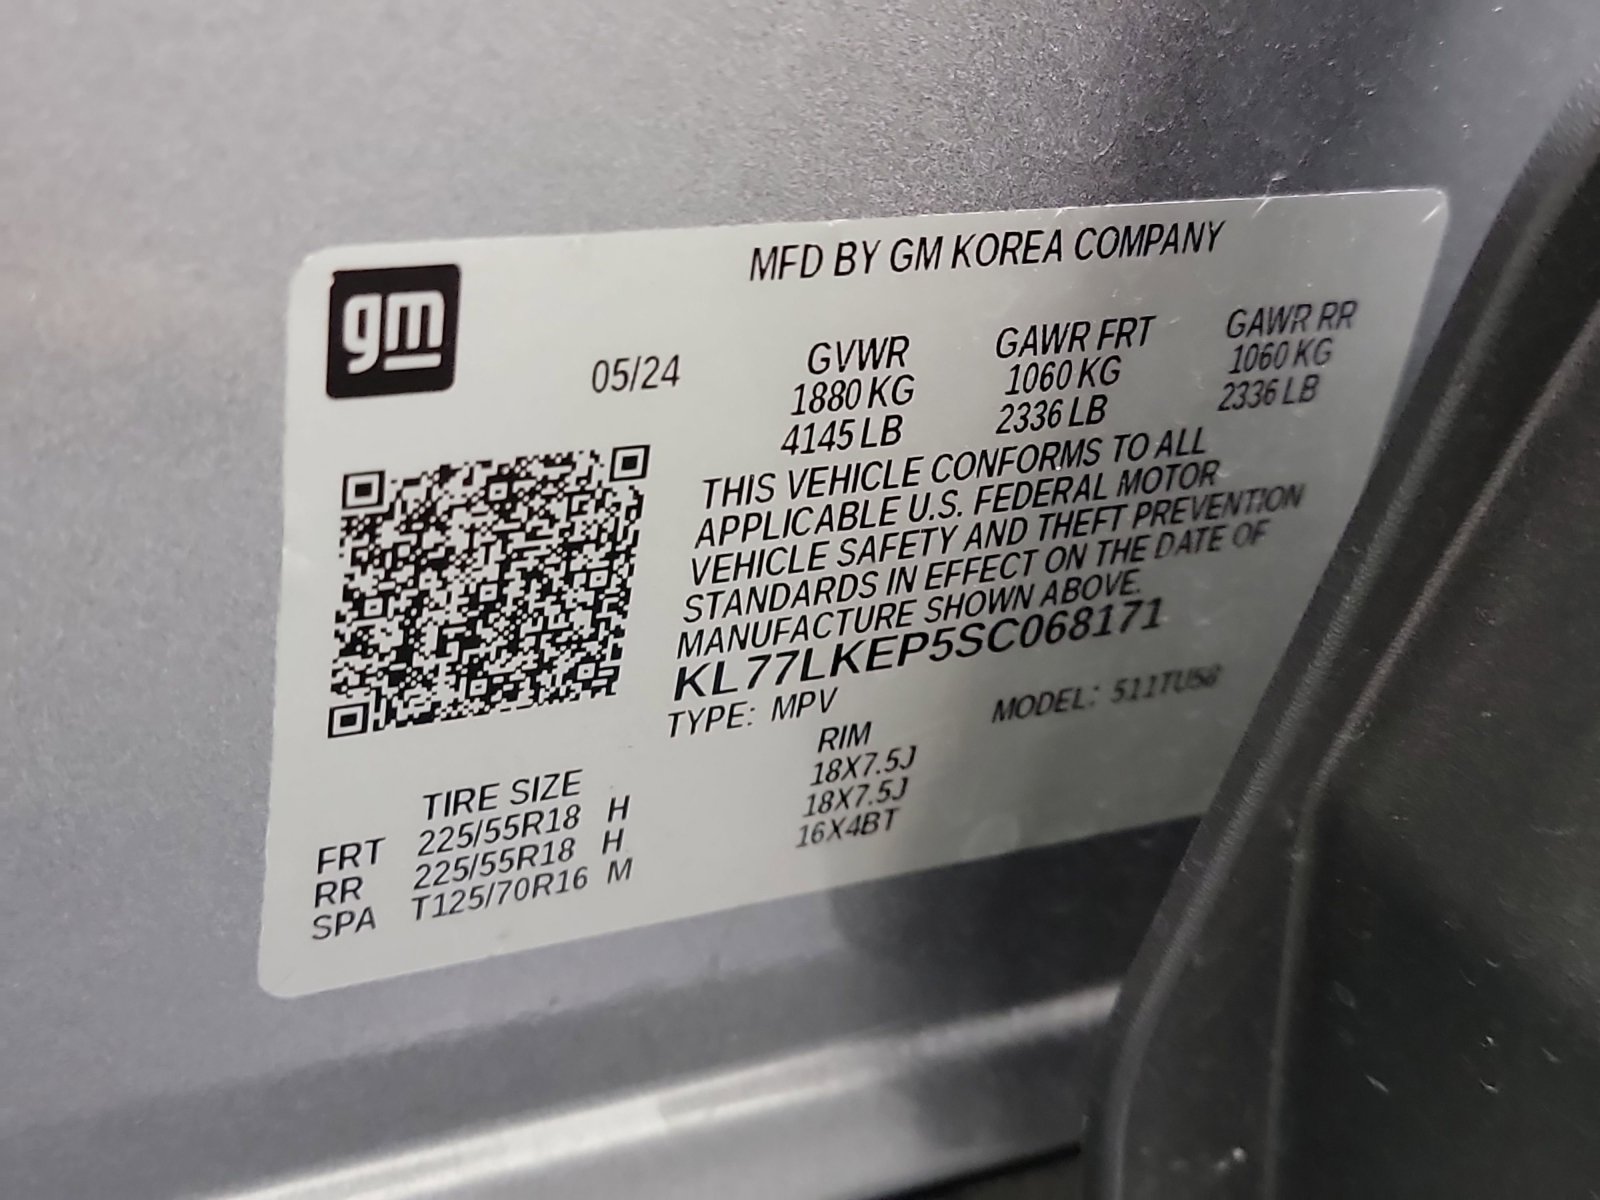 gm
MFD BY GM KOREA COMPANY
05/24
GVWR GAWR FRT GAWR RR
1880 KG 1060 KG 1060 KG
4145 LB 2336 LB 2336 LB
THIS VEHICLE CONFORMS TO ALL
APPLICABLE U.S. FEDERAL MOTOR
VEHICLE SAFETY AND THEFT PREVENTION
STANDARDS IN EFFECT ON THE DATE OF
MANUFACTURE SHOWN ABOVE.
KL77LKEP5SC068171
TYPE: MPV MODEL:
TIRE SIZE RIM
FRT 225/55R18 H 18X7.5J
RR 225/55R18 H 18X7.5J
SPA T125/70R16 M 16X4BT